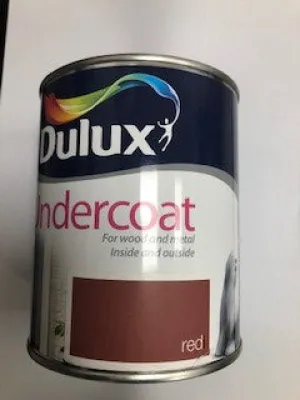 Dulux
Undercoat
For wood and metal
Inside and outside
red